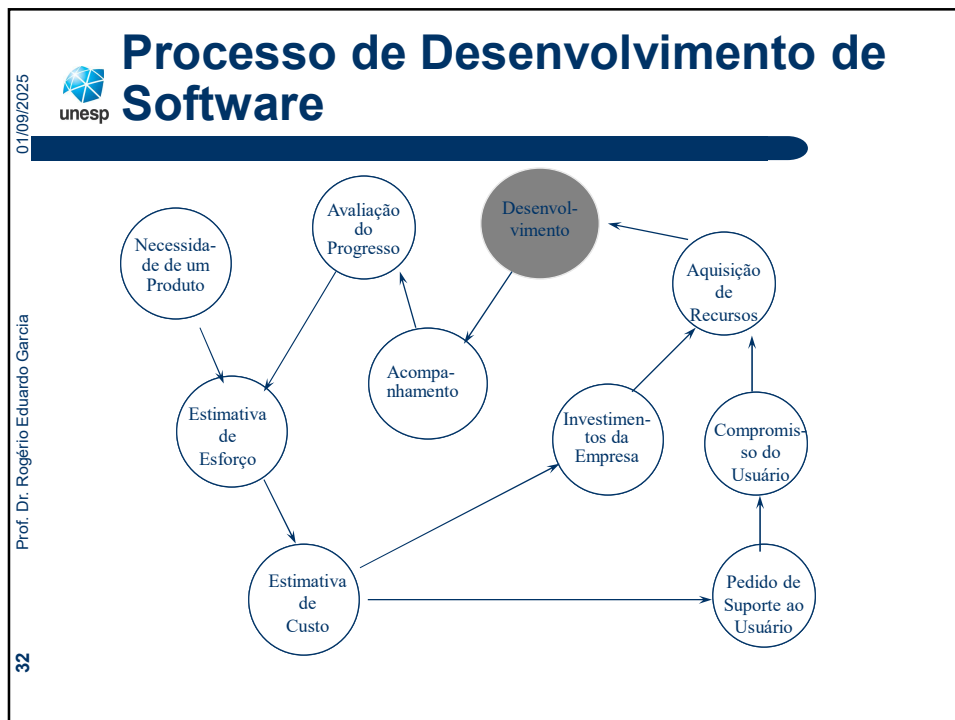 Processo de Desenvolvimento de
Software
unesp
01/09/2025
Prof. Dr. Rogério Eduardo Garcia
32
Necessida-
de de um
Produto
Avaliação
do
Progresso
Desenvol-
vimento
Aquisição
de
Recursos
Acompa-
nhamento
Estimativa
de
Esforço
Investimen-
tos da
Empresa
Compromis-
so do
Usuário
Estimativa
de
Custo
Pedido de
Suporte ao
Usuário